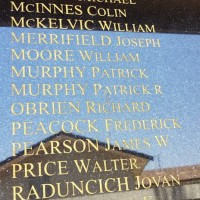 MCINNES COLIN
MCKELVIC WILLIAM
MERRIFIELD JOSEPH
MOORE WILLIAM
MURPHY PATRICK
MURPHY PATRICK R
OBRIEN RICHARD
PEACOCK FREDERICK
PEARSON JAMES W
PRICE WALTER
RADUNCICH JOVAN